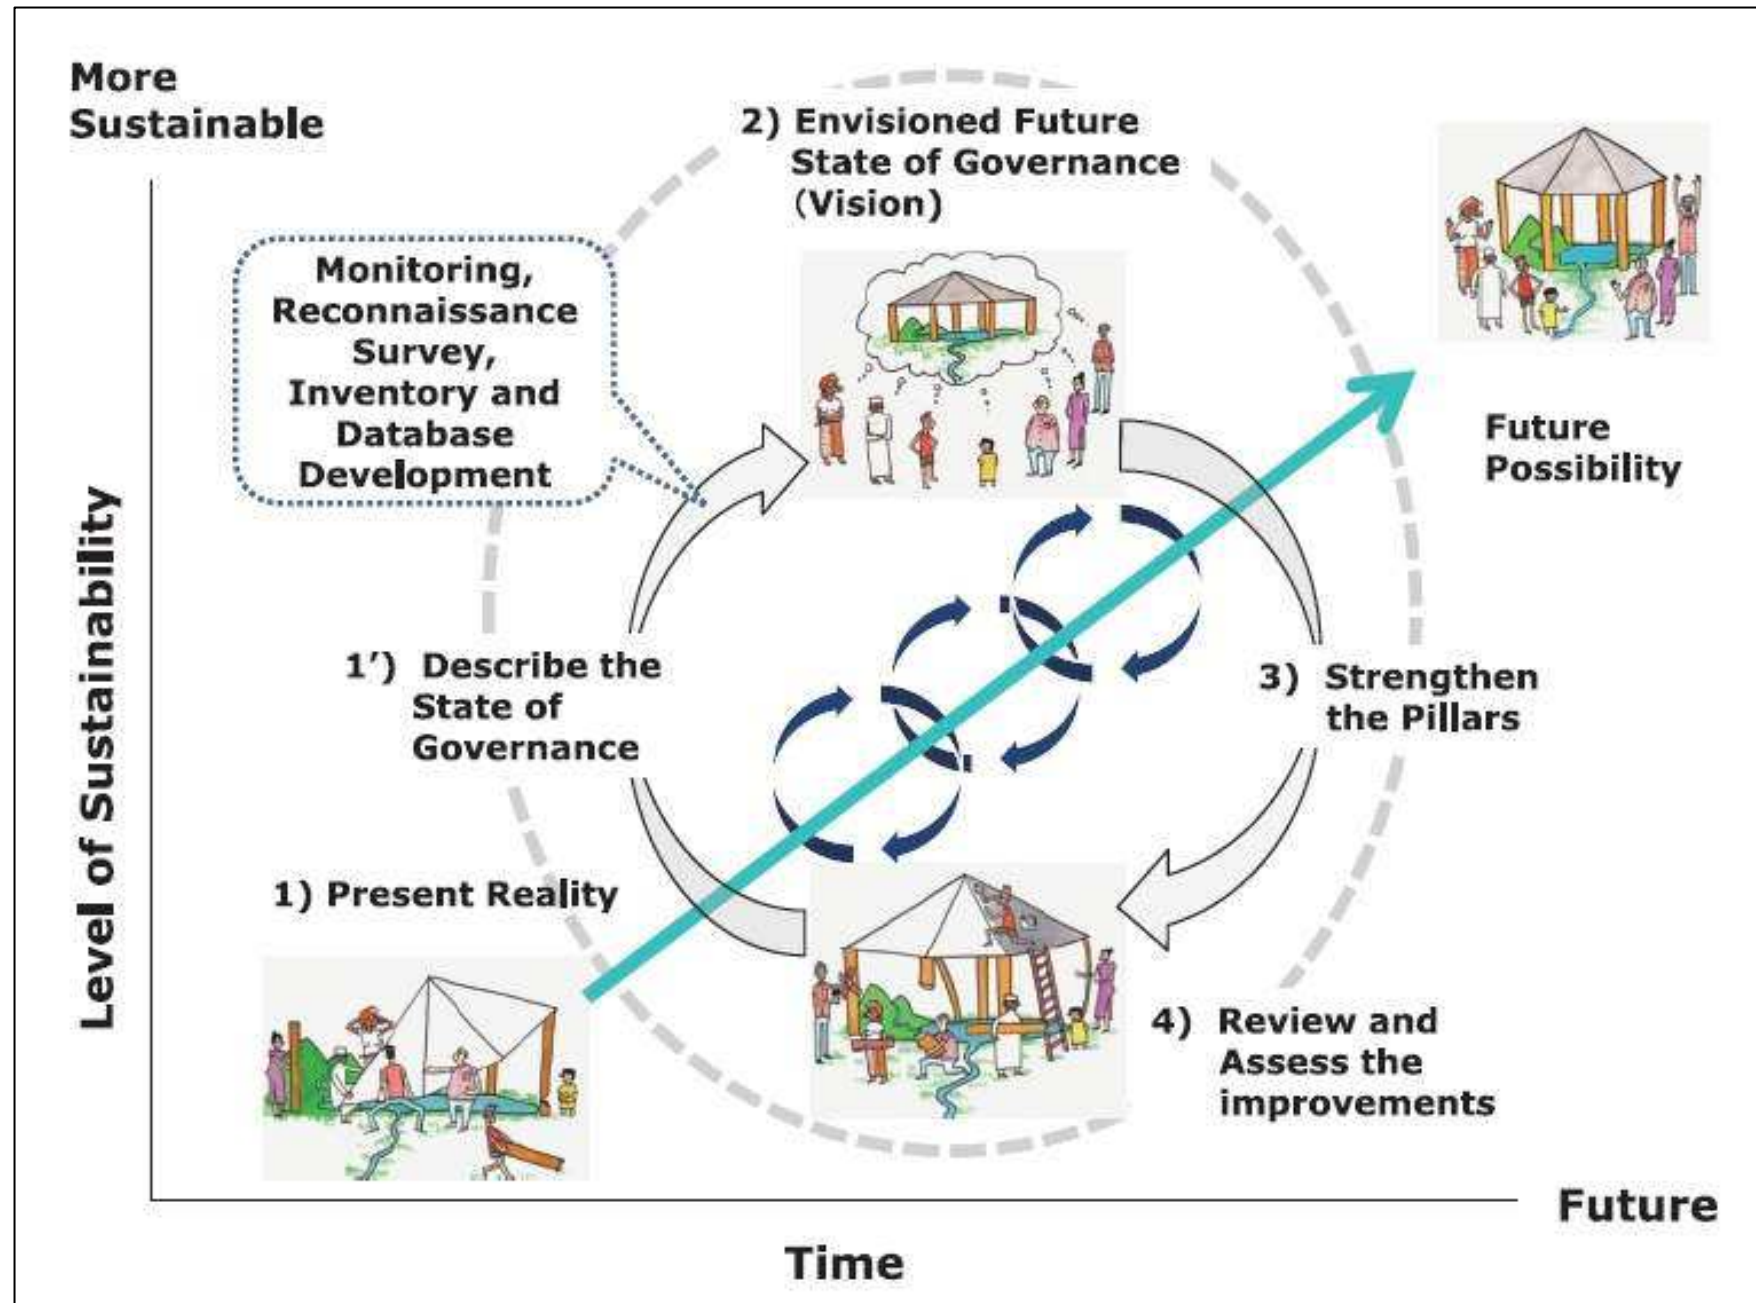 More
Sustainable
2) Envisioned Future
State of Governance
(Vision)
Monitoring,
Reconnaissance
Survey,
Inventory and
Database
Development
Future
Possibility
Level of Sustainability
1') Describe the
State of
Governance
3) Strengthen
the Pillars
1) Present Reality
4) Review and
Assess the
improvements
Future
Time